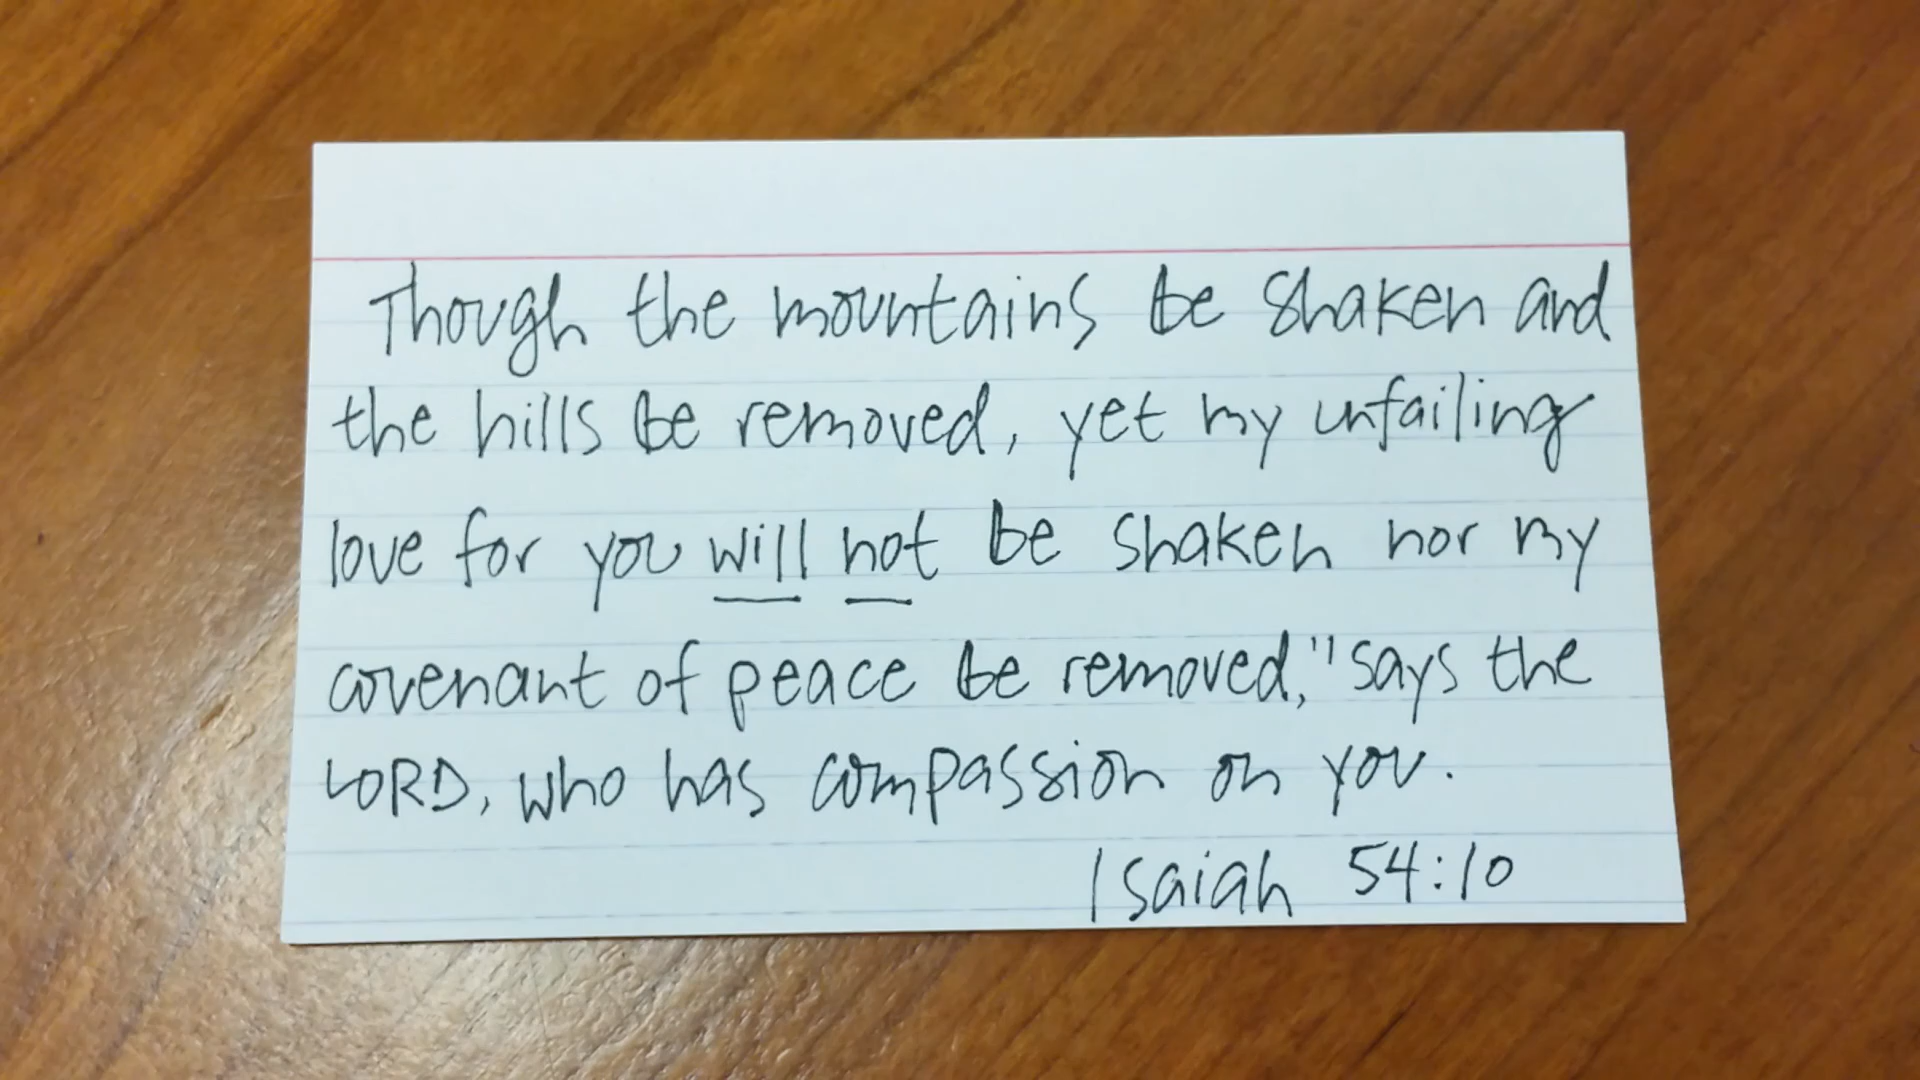 Though the mountains be shaken and
the hills be removed, yet my unfailing
love for you will not be shaken nor my
covenant of peace be removed," says the
LORD, who has compassion on you.
Isaiah 54:10